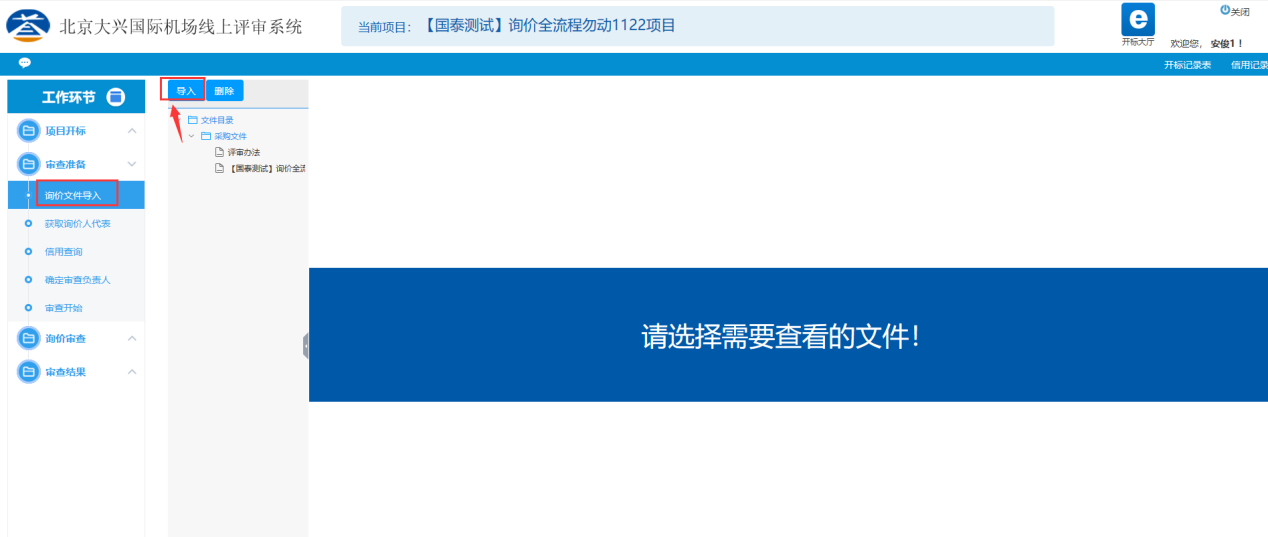 北京大兴国际机场线上评审系统
当前项目：【国泰测试】询价全流程勿动1122项目
e
开标大厅
关闭
欢迎您，安俊1！
开标记录表 信用记录
工作环节
项目开标
审查准备
询价文件导入
获取询价人代表
信用查询
确定审查负责人
审查开始
询价审查
审查结果
导入 删除
文件目录
采购文件
评审办法
【国泰测试】询价全流
请选择需要查看的文件！